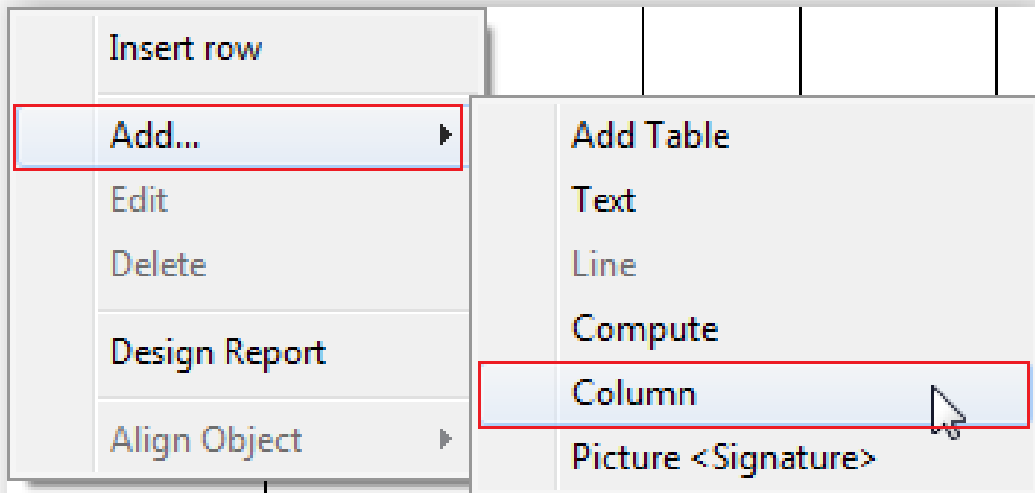 Insert row
Add...
Edit
Delete
Design Report
Align Object
Add Table
Text
Line
Compute
Column
Picture <Signature>